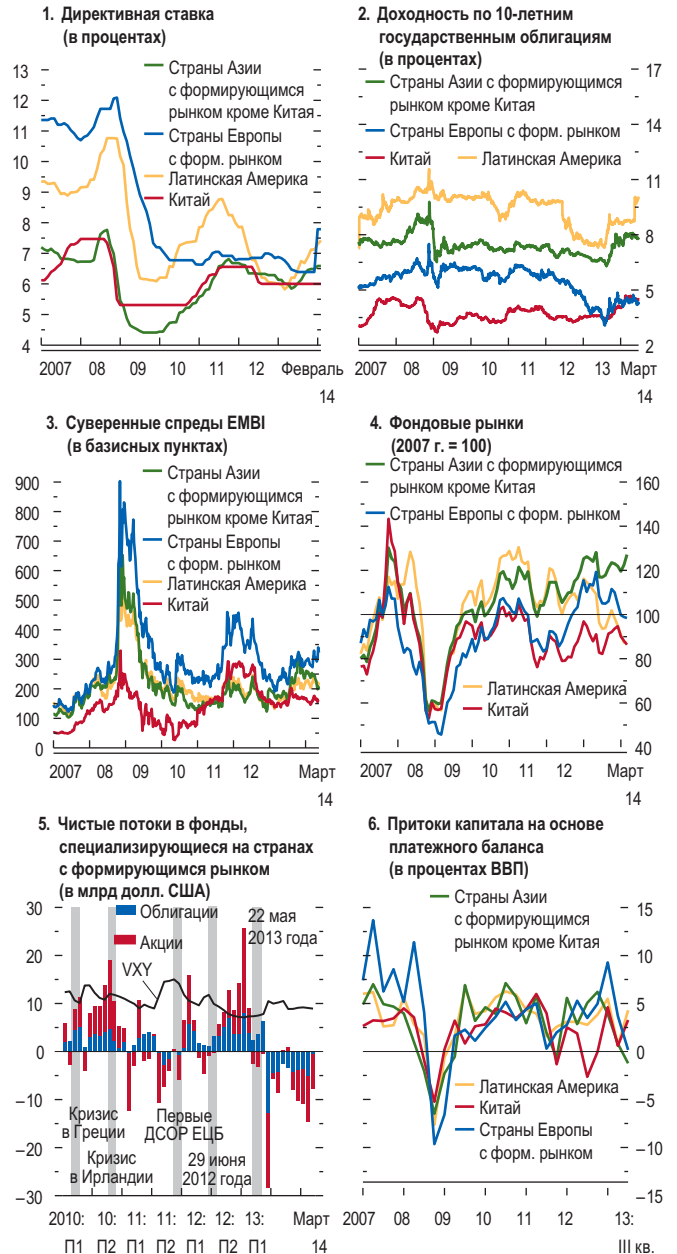 1. Директивная ставка
(в процентах)
13
12
11
10
9
8
7
6
5
4
Страны Азии
с формирующимся
рынком кроме Китая
Страны Европы
с форм. рынком
Латинская Америка
Китай
2007 08 09 10 11 12 Февраль
14
2. Доходность по 10-летним
государственным облигациям
(в процентах)
17
14
11
8
5
2
Страны Азии с формирующимся
рынком кроме Китая
Страны Европы с форм. рынком
Китай Латинская Америка
2007 08 09 10 11 12 13 Март
14
3. Суверенные спреды EMBI
(в базисных пунктах)
900
800
700
600
500
400
300
200
100
0
Страны Азии
с формирующимся
рынком кроме Китая
Страны Европы
с форм. рынком
Латинская Америка
Китай
2007 08 09 10 11 12 Март
14
4. Фондовые рынки
(2007 г. = 100)
160
140
120
100
80
60
40
Страны Азии с формирующимся
рынком кроме Китая
Страны Европы с форм. рынком
Латинская Америка
Китай
2007 08 09 10 11 12 Март
14
5. Чистые потоки в фонды,
специализирующиеся на странах
с формирующимся рынком
(в млрд долл. США)
30
20
10
0
−10
−20
−30
Облигации
Акции
22 мая
2013 года
VXY
Кризис
в Греции
Первые
ДСОР ЕЦБ
Кризис
в Ирландии
29 июня
2012 года
2010: 10: 11: 11: 12: 12: 13: Март
П1 П2 П1 П2 П1 П2 П1 14
6. Притоки капитала на основе
платежного баланса
(в процентах ВВП)
15
10
5
0
−5
−10
−15
Страны Азии
с формирующимся
рынком кроме Китая
Латинская Америка
Китай
Страны Европы
с форм. рынком
2007 08 09 10 11 12 13:
III кв.